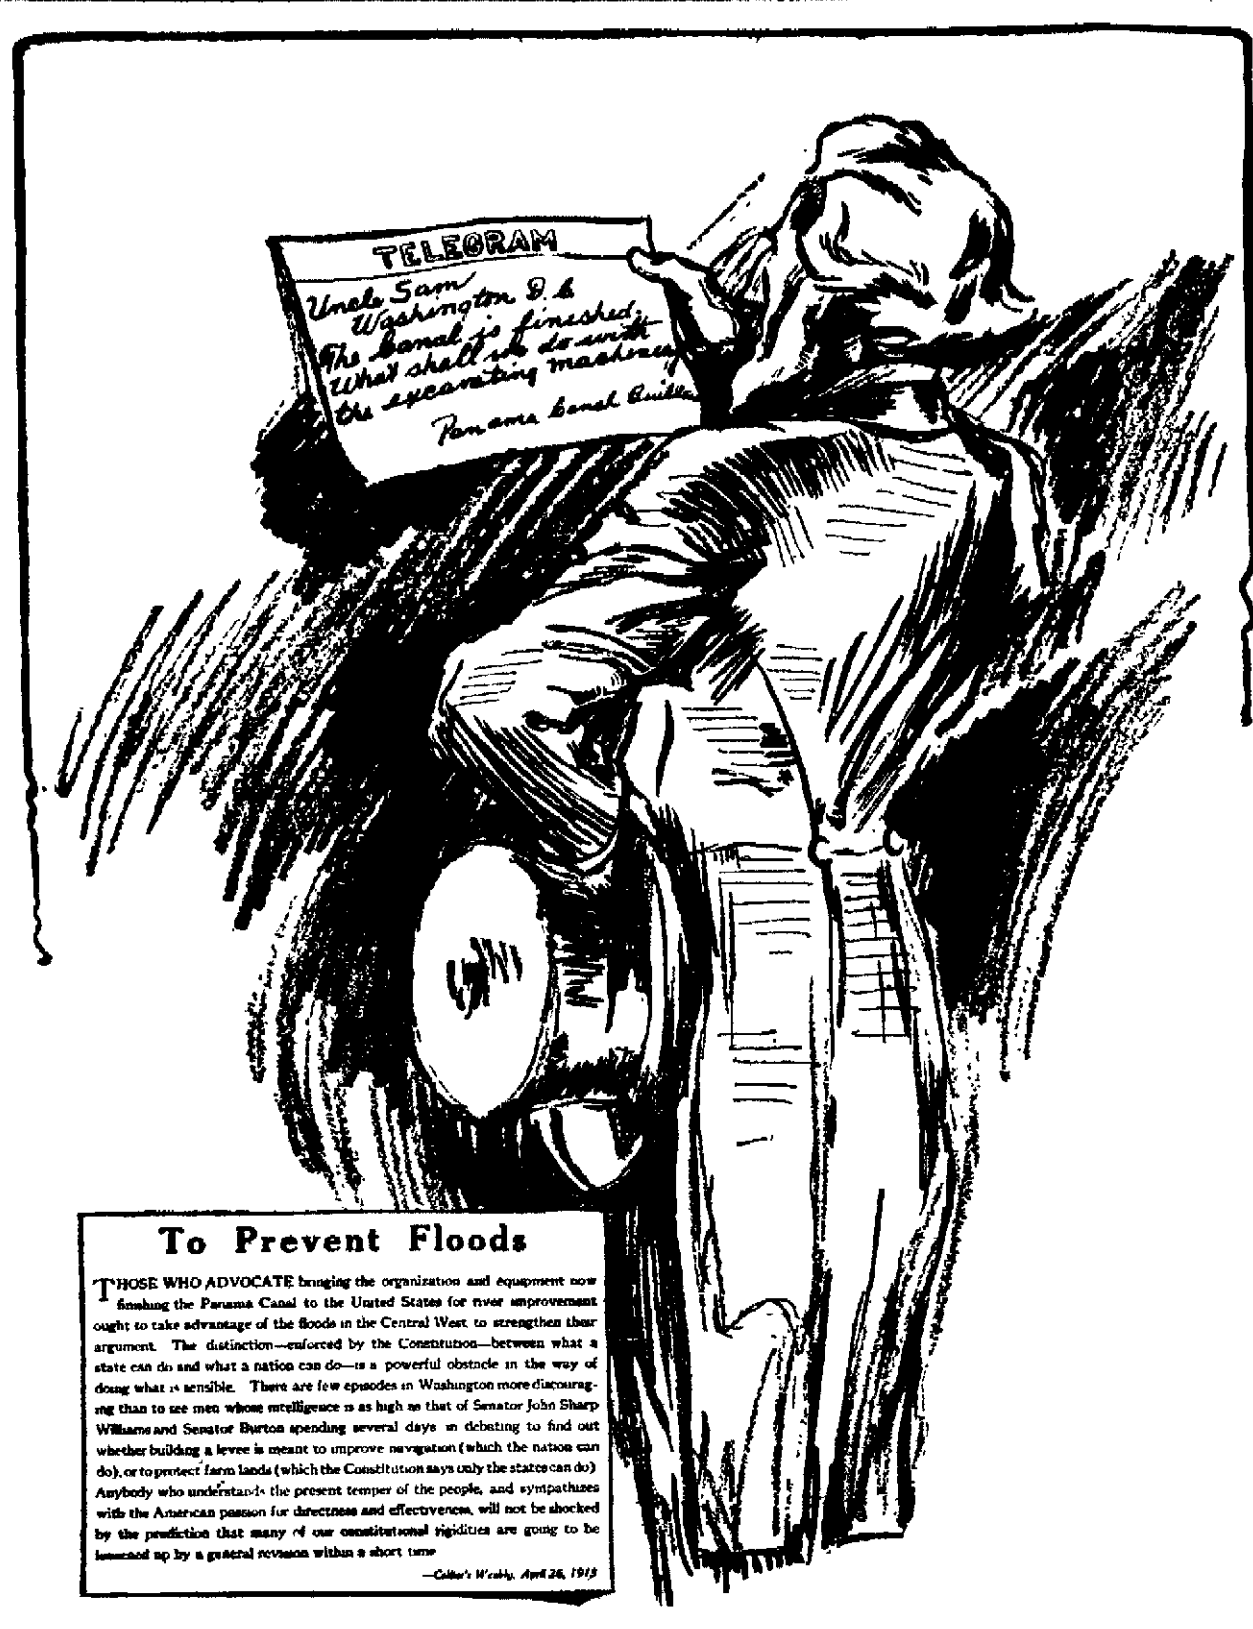 TELEGRAM
Uncle Sam
Washington D. C.
The Canal is finished.
What shall we do with
the excavating machinery
Panama Canal
To Prevent Floods
THOSE WHO ADVOCATE bringing the organization and equipment now
finishing the Panama Canal to the United States for river improvement
ought to take advantage of the floods in the Central West to strengthen their
argument. The distinction—enforced by the Constitution—between what a
state can do and what a nation can do—is a powerful obstacle in the way of
doing what is sensible. There are few episodes in Washington more discourag-
ing than to see men whose intelligence is as high as that of Senator John Sharp
Williams and Senator Burton spending several days in debating to find out
whether building a levee is meant to improve navigation (which the nation can
do), or to protect farm lands (which the Constitution says only the states can do)
Anybody who understands the present temper of the people, and sympathizes
with the American passion for directness and effectiveness, will not be shocked
by the prediction that many of our constitutional rigidities are going to be
loosened up by a general revision within a short time
—Collier's Weekly, April 26, 1913